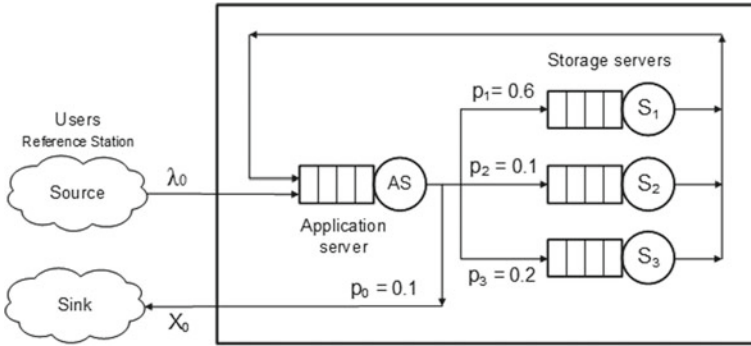 Storage servers
p1 = 0.6
S1
Users
Reference Station
Source
λ0
AS
p2 = 0.1
S2
Application
server
p3 = 0.2
S3
p0 = 0.1
Sink
X0